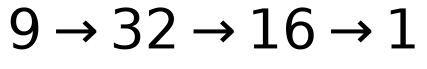 9 → 32 → 16 → 1